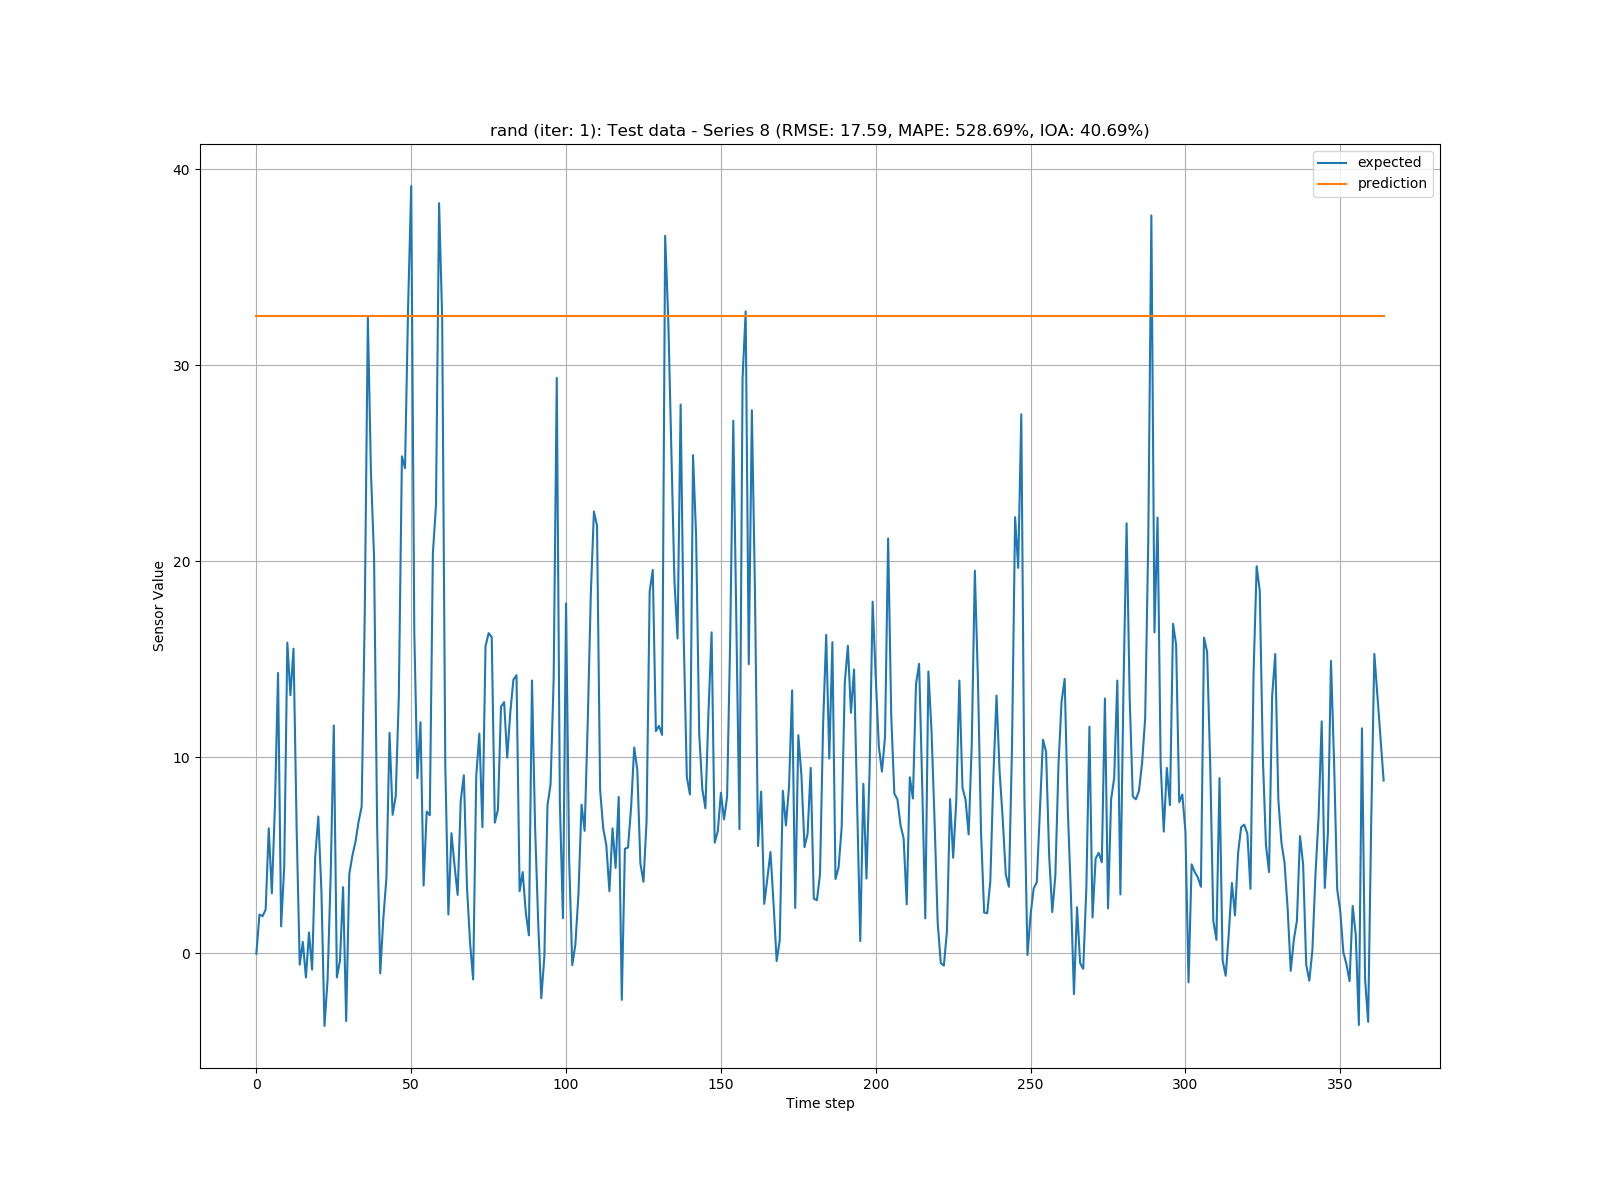 rand (iter: 1): Test data - Series 8 (RMSE: 17.59, MAPE: 528.69%, IOA: 40.69%)
expected
prediction
40
30
20
10
0
Sensor Value
0 50 100 150 200 250 300 350
Time step